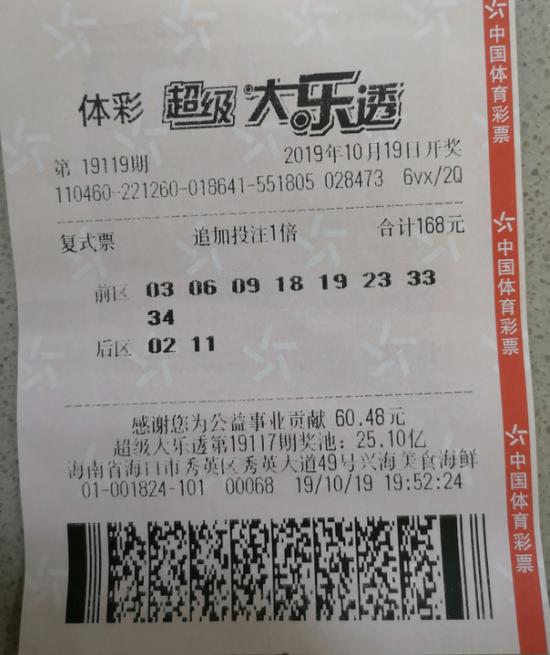 体彩 超级大乐透
第 19119期 2019年10月19日开奖
110460-221260-018641-551805 028473 6vx/2Q
复式票 追加投注1倍 合计168元
前区 03 06 09 18 19 23 33
34
后区 02 11
感谢您为公益事业贡献 60.48元
超级大乐透第19117期奖池：25.10亿
海南省海口市秀英区秀英大道49号兴海美食海鲜
01-001824-101 00068 19/10/19 19:52:24
中国体育彩票
中国体育彩票
中国体育彩票